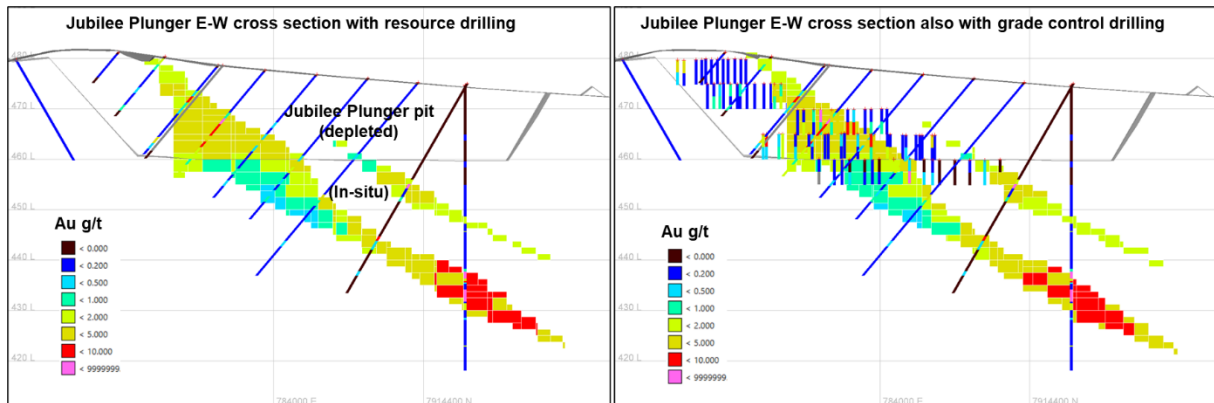 Jubilee Plunger E-W cross section with resource drilling
480 L
470 L
Jubilee Plunger pit
(depleted)
460 L
(In-situ)
450 L
Au g/t
< 0.000
440 L
< 0.200
< 0.500
< 1.000
430 L
< 2.000
< 5.000
< 10.000
420 L
< 9999999.
784000 E
7914400 N
Jubilee Plunger E-W cross section also with grade control drilling
480 L
470 L
460 L
450 L
Au g/t
440 L
< 0.000
< 0.200
< 0.500
430 L
< 1.000
< 2.000
< 5.000
420 L
< 10.000
< 9999999.
784000 E
7914400 N